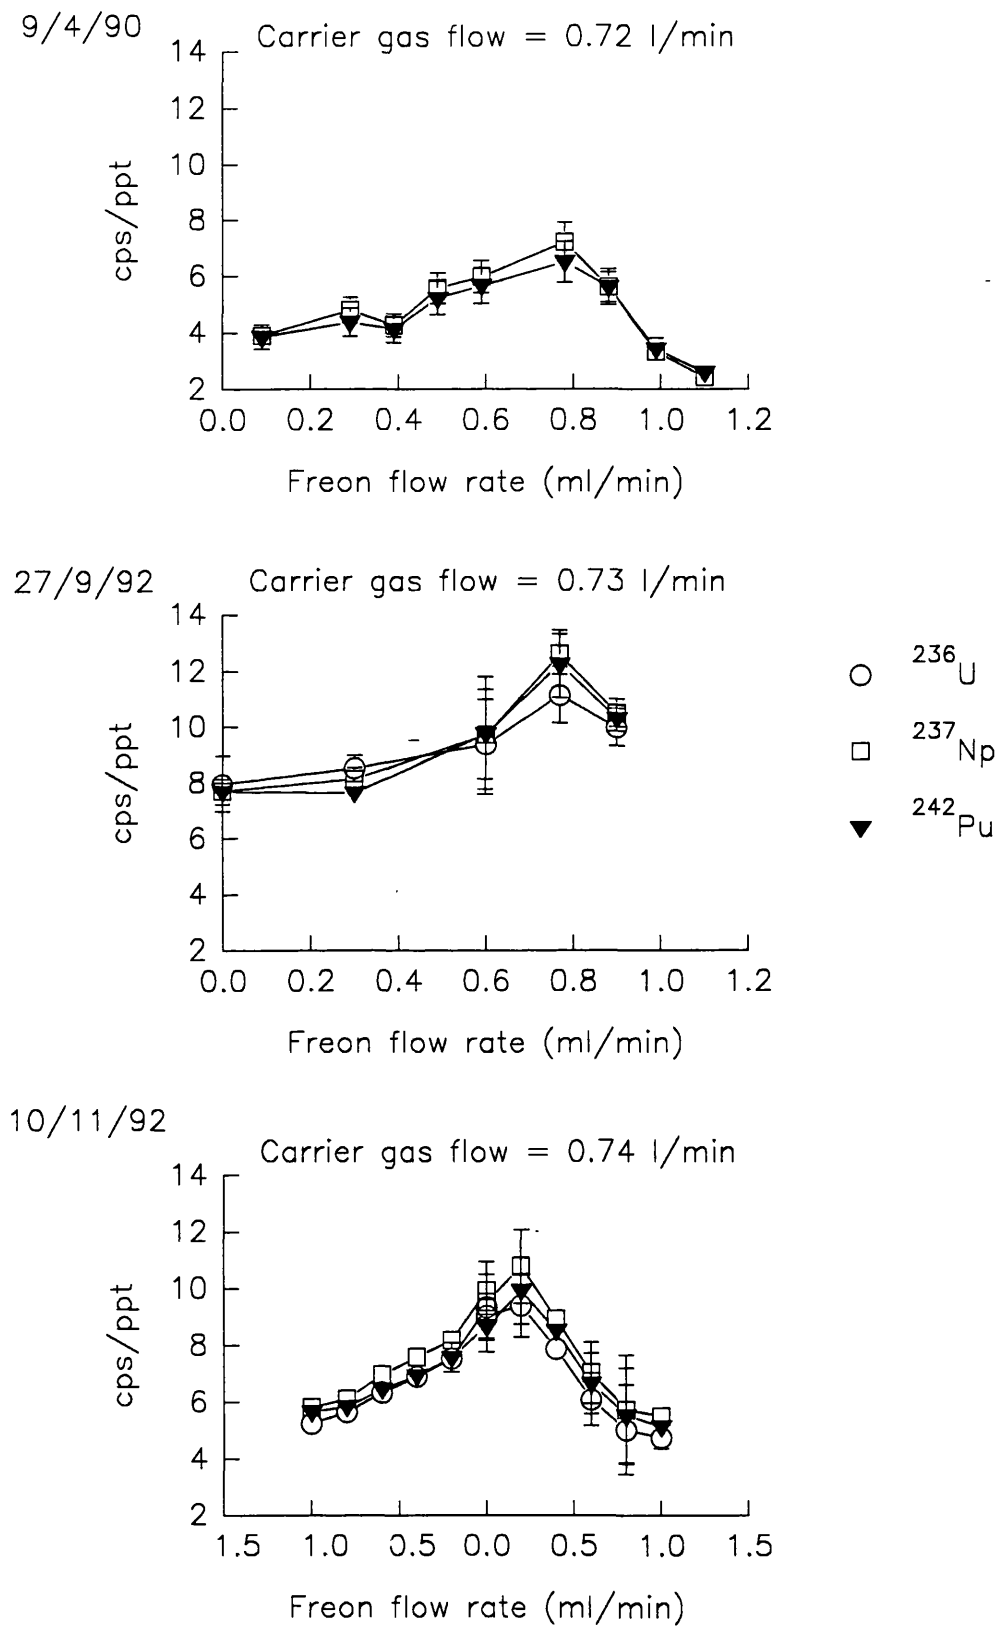 9/4/90
Carrier gas flow = 0.72 l/min
14
12
10
8
6
4
2
cps/ppt
0.0 0.2 0.4 0.6 0.8 1.0 1.2
Freon flow rate (ml/min)
27/9/92
Carrier gas flow = 0.73 l/min
14
12
10
8
6
4
2
cps/ppt
0.0 0.2 0.4 0.6 0.8 1.0 1.2
Freon flow rate (ml/min)
236U
237Np
242Pu
10/11/92
Carrier gas flow = 0.74 l/min
14
12
10
8
6
4
2
cps/ppt
1.5 1.0 0.5 0.0 0.5 1.0 1.5
Freon flow rate (ml/min)